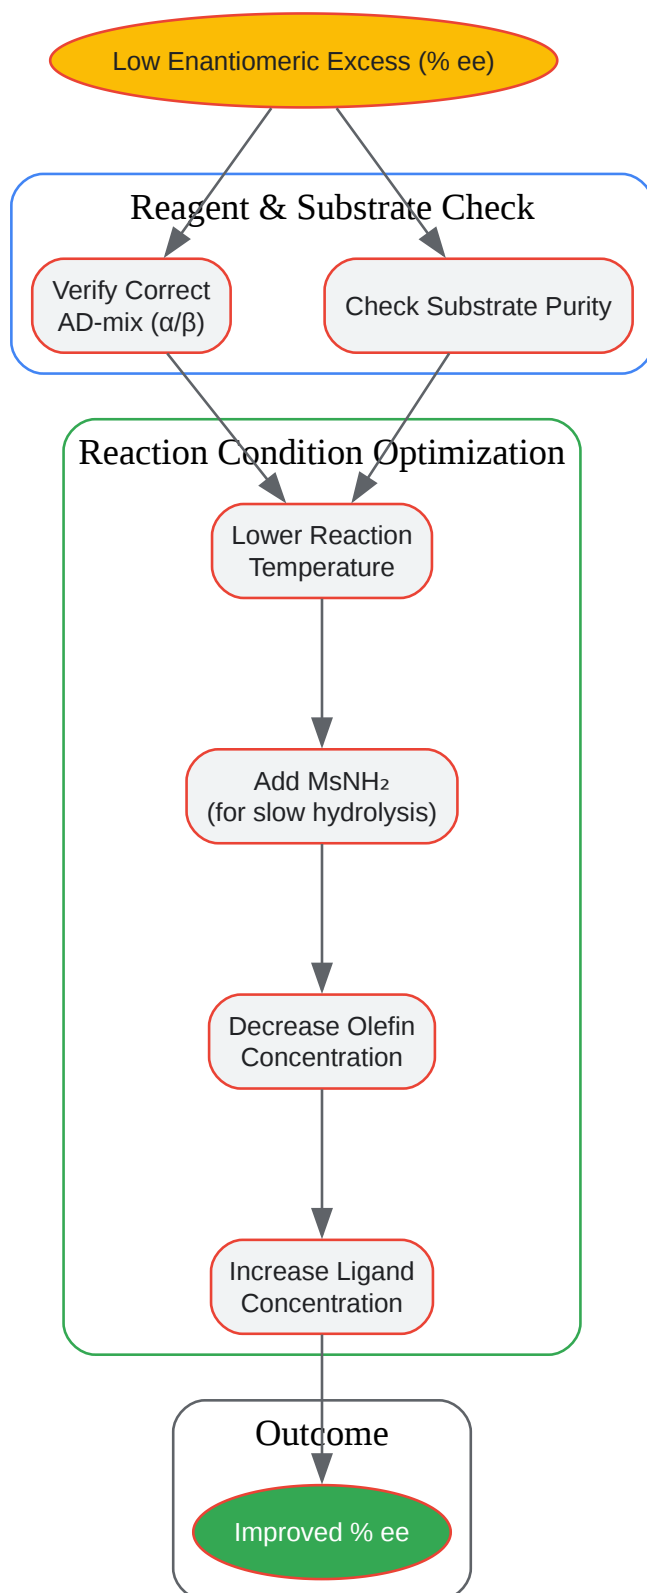 Low Enantiomeric Excess (% ee)
Reagent & Substrate Check
Verify Correct
AD-mix (α/β)
Check Substrate Purity
Reaction Condition Optimization
Lower Reaction
Temperature
Add MsNH₂
(for slow hydrolysis)
Decrease Olefin
Concentration
Increase Ligand
Concentration
Outcome
Improved % ee